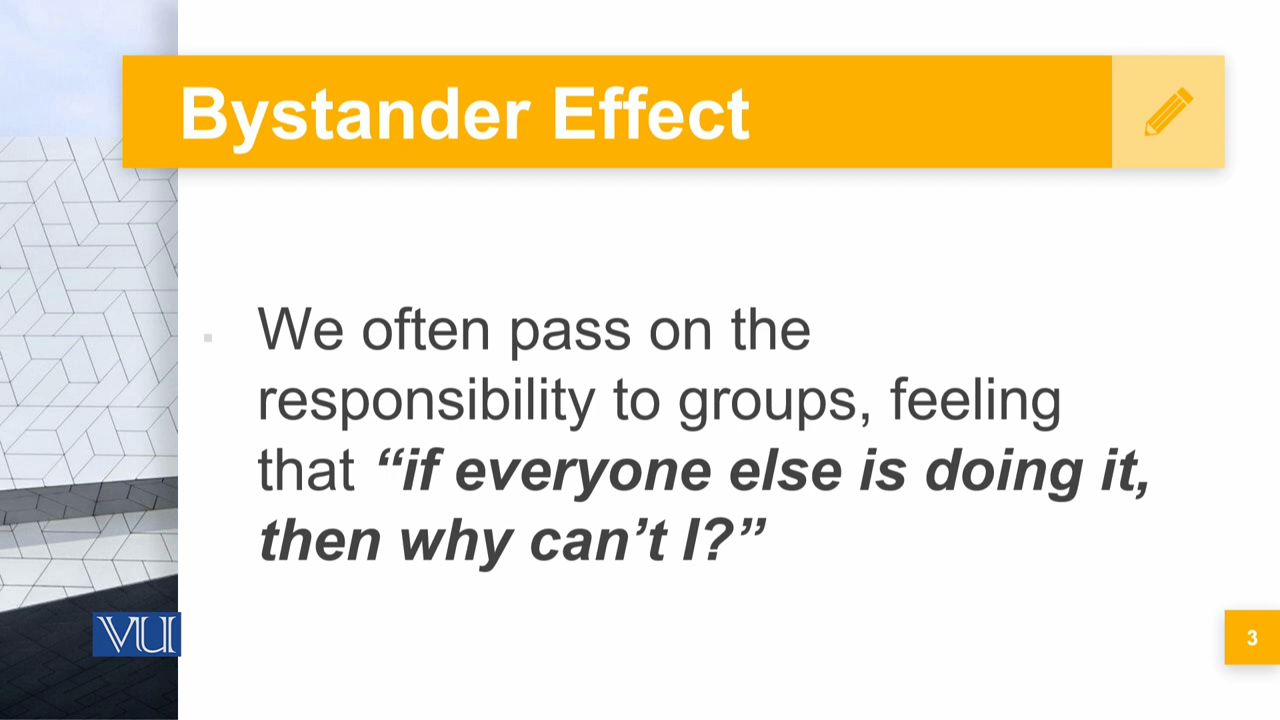 Bystander Effect
We often pass on the
responsibility to groups, feeling
that “if everyone else is doing it,
then why can’t I?”
VU
3